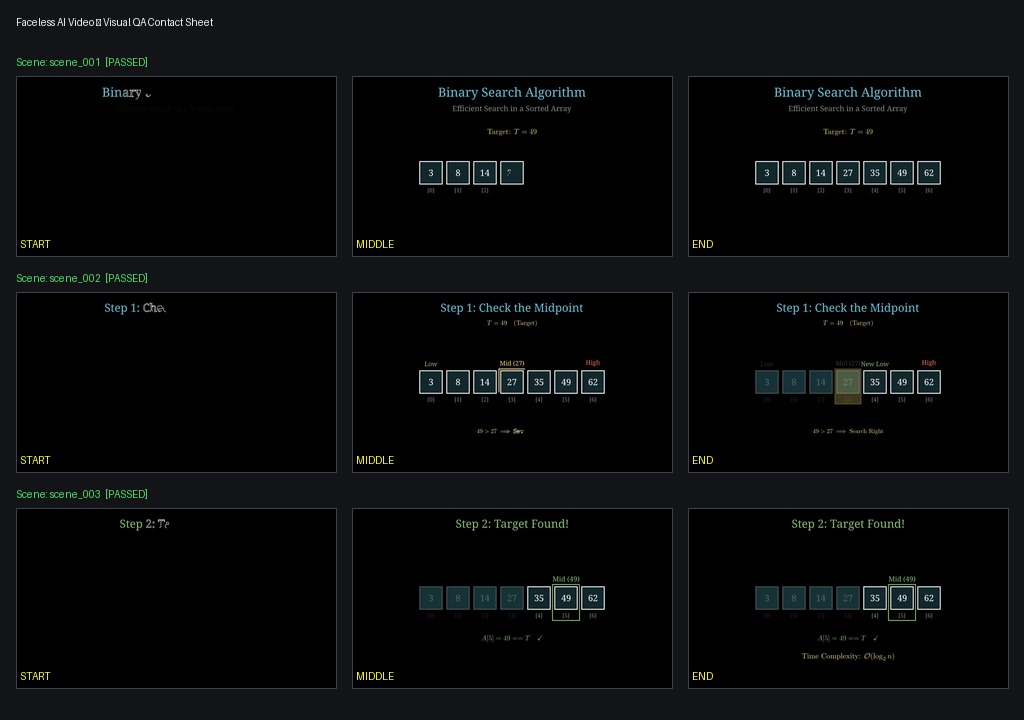 Faceless AI Video Visual QA Contact Sheet
Scene: scene_001 [PASSED]
Binary
START
Binary Search Algorithm
Efficient Search in a Sorted Array
Target: T = 49
3 8 14
[0] [1] [2]
MIDDLE
Binary Search Algorithm
Efficient Search in a Sorted Array
Target: T = 49
3 8 14 27 35 49 62
[0] [1] [2] [3] [4] [5] [6]
END
Scene: scene_002 [PASSED]
Step 1: Che
START
Step 1: Check the Midpoint
T = 49 (Target)
Low Mid (27) High
3 8 14 27 35 49 62
[0] [1] [2] [3] [4] [5] [6]
49 > 27 ⟹
MIDDLE
Step 1: Check the Midpoint
T = 49 (Target)
Low Mid (27) New Low High
3 8 14 27 35 49 62
[4] [5] [6]
49 > 27 ⟹ Search Right
END
Scene: scene_003 [PASSED]
Step 2:
START
Step 2: Target Found!
Mid (49)
3 8 14 27 35 49 62
[4] [5] [6]
A[5] = 49 == T ✓
MIDDLE
Step 2: Target Found!
Mid (49)
3 8 14 27 35 49 62
[4] [5] [6]
A[5] = 49 == T ✓
Time Complexity: O(log₂ n)
END